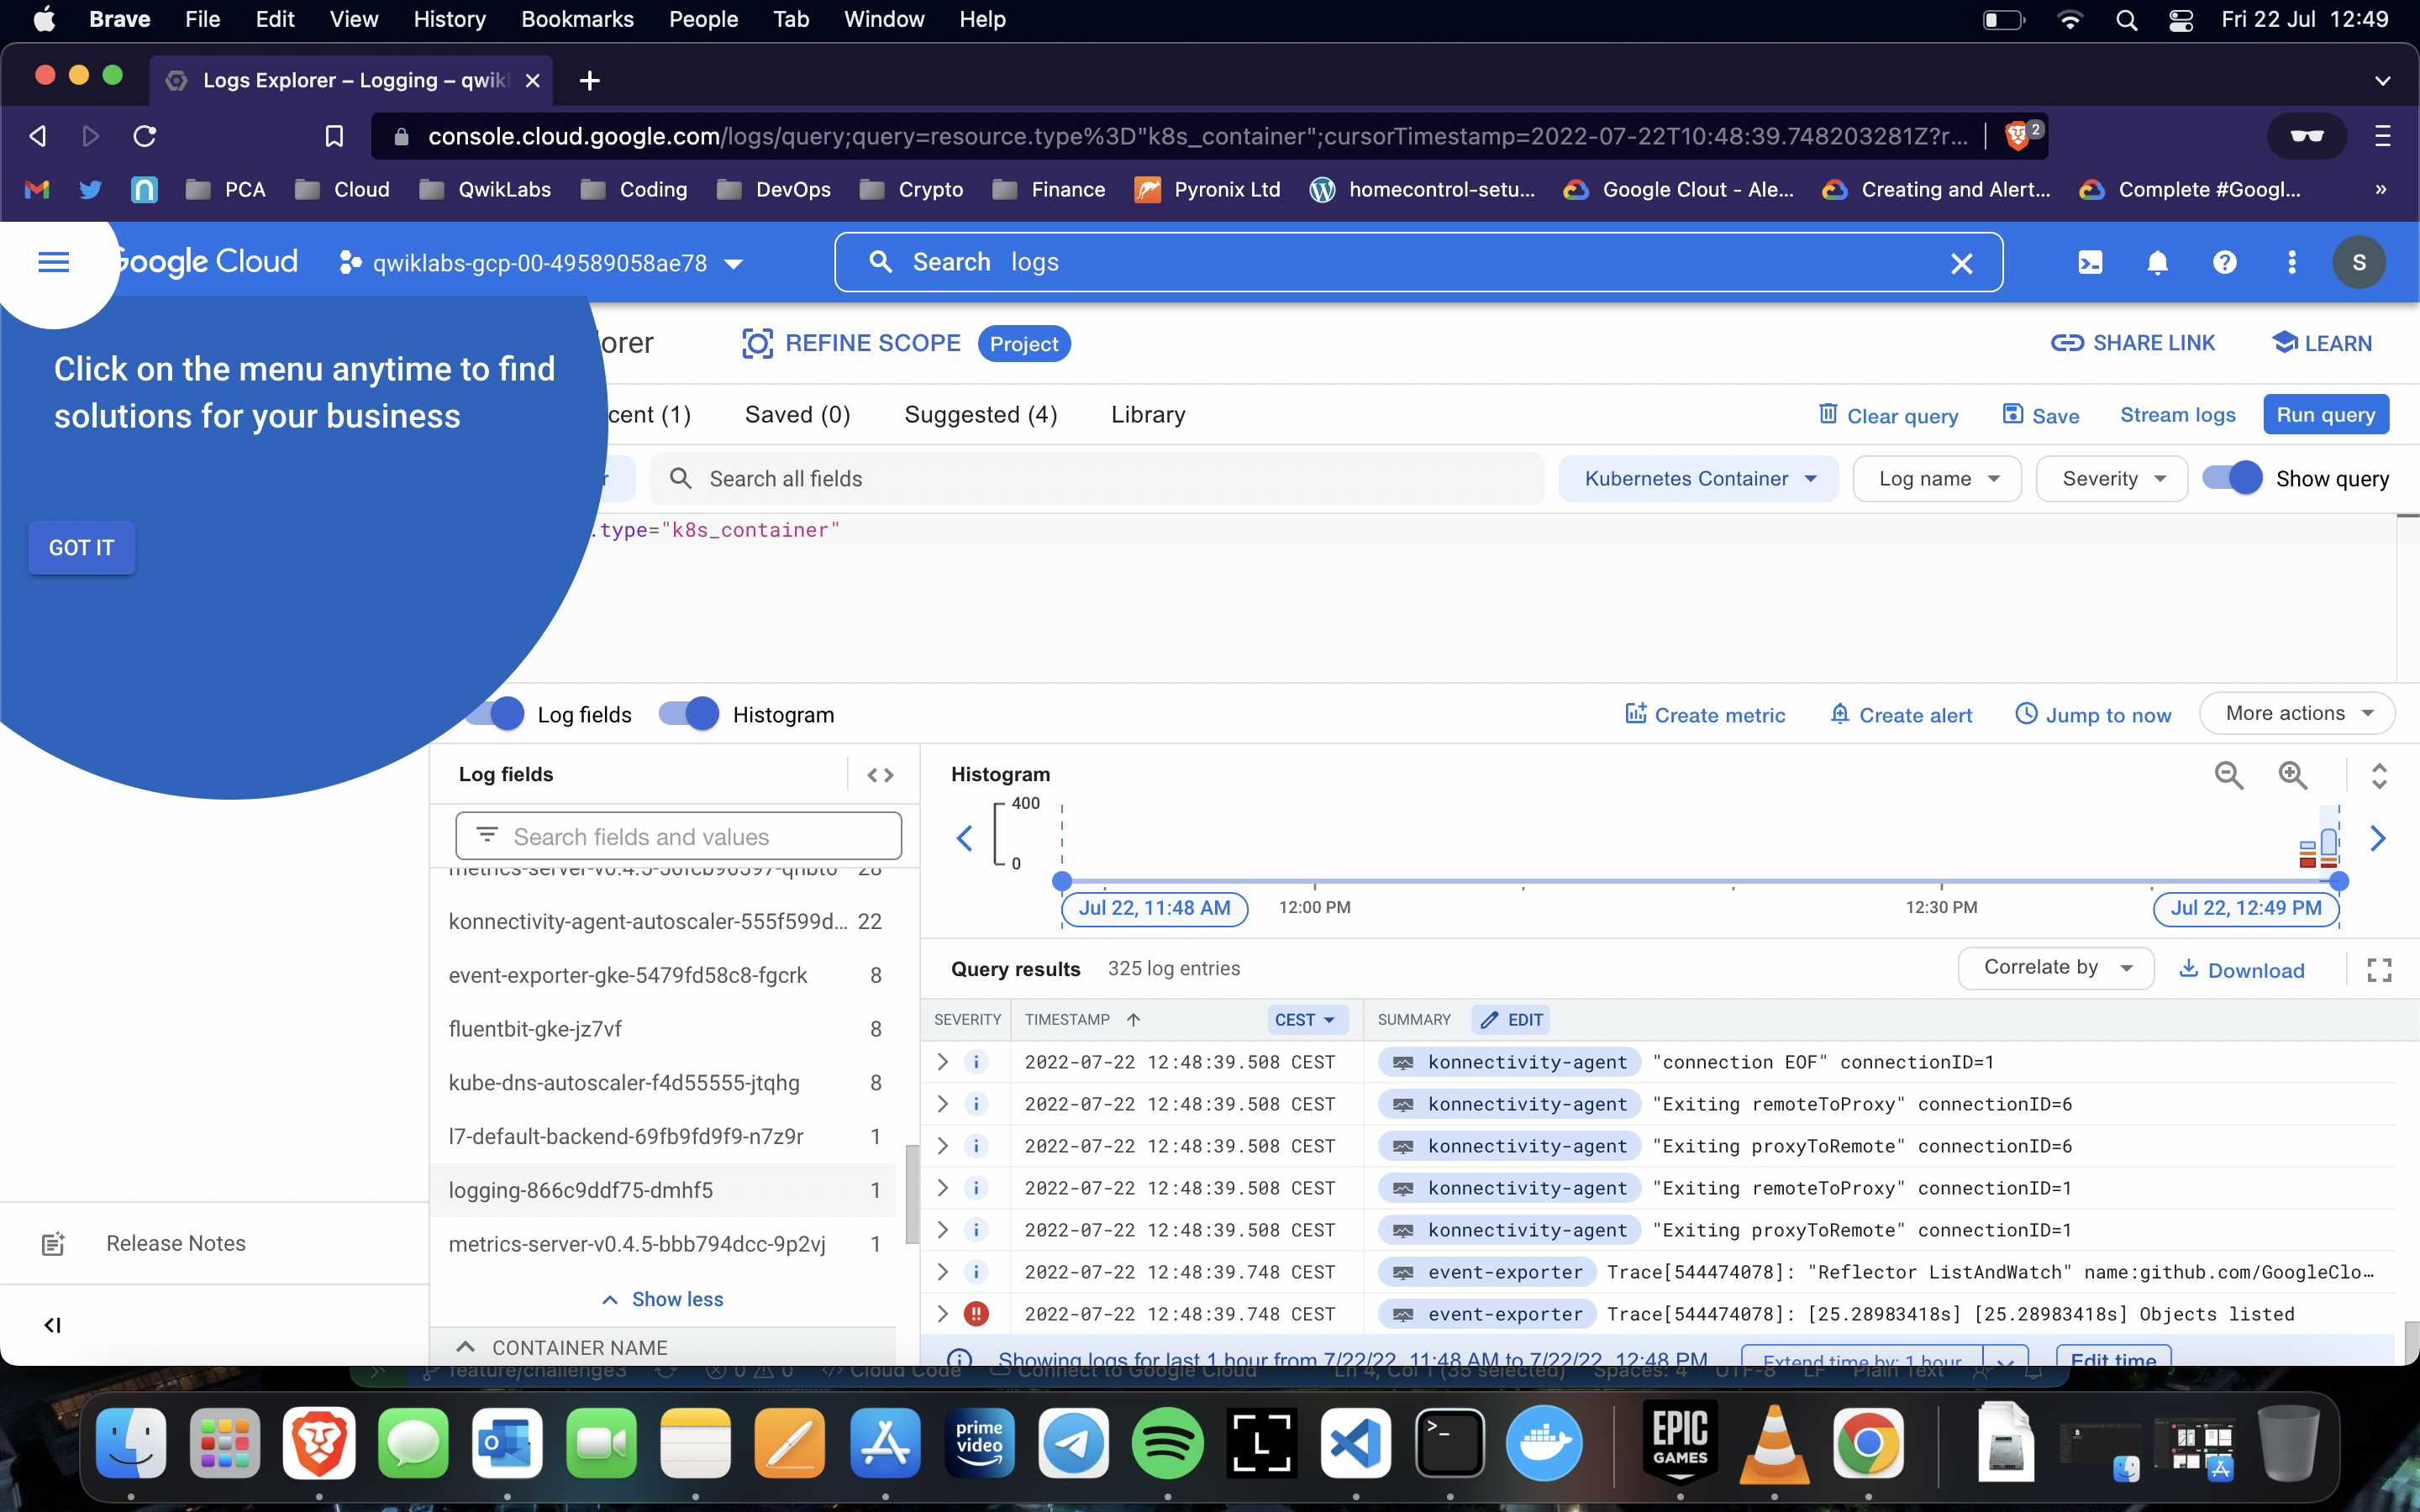 Brave File Edit View History Bookmarks People Tab Window Help Fri 22 Jul 12:49
Logs Explorer – Logging – qwikl
console.cloud.google.com/logs/query;query=resource.type%3D"k8s_container";cursorTimestamp=2022-07-22T10:48:39.748203281Z?r... 2
PCA Cloud QwikLabs Coding DevOps Crypto Finance Pyronix Ltd homecontrol-setu... Google Clout - Ale... Creating and Alert... Complete #Googl... »
Google Cloud qwiklabs-gcp-00-49589058ae78 Search logs S
Click on the menu anytime to find
solutions for your business
GOT IT
orer REFINE SCOPE Project SHARE LINK LEARN
cent (1) Saved (0) Suggested (4) Library Clear query Save Stream logs Run query
r Search all fields Kubernetes Container Log name Severity Show query
.type="k8s_container"
Log fields Histogram Create metric Create alert Jump to now More actions
Log fields
Search fields and values
konnectivity-agent-autoscaler-555f599d... 22
event-exporter-gke-5479fd58c8-fgcrk 8
fluentbit-gke-jz7vf 8
kube-dns-autoscaler-f4d55555-jtqhg 8
l7-default-backend-69fb9fd9f9-n7z9r 1
logging-866c9ddf75-dmhf5 1
metrics-server-v0.4.5-bbb794dcc-9p2vj 1
Show less
CONTAINER NAME
Release Notes
Histogram
400
0
Jul 22, 11:48 AM 12:00 PM 12:30 PM Jul 22, 12:49 PM
Query results 325 log entries Correlate by Download
SEVERITY TIMESTAMP CEST SUMMARY EDIT
2022-07-22 12:48:39.508 CEST konnectivity-agent "connection EOF" connectionID=1
2022-07-22 12:48:39.508 CEST konnectivity-agent "Exiting remoteToProxy" connectionID=6
2022-07-22 12:48:39.508 CEST konnectivity-agent "Exiting proxyToRemote" connectionID=6
2022-07-22 12:48:39.508 CEST konnectivity-agent "Exiting remoteToProxy" connectionID=1
2022-07-22 12:48:39.508 CEST konnectivity-agent "Exiting proxyToRemote" connectionID=1
2022-07-22 12:48:39.748 CEST event-exporter Trace[544474078]: "Reflector ListAndWatch" name:github.com/GoogleClo...
2022-07-22 12:48:39.748 CEST event-exporter Trace[544474078]: [25.28983418s] [25.28983418s] Objects listed
Showing logs for last 1 hour from 7/22/22, 11:48 AM to 7/22/22, 12:48 PM Extend time by: 1 hour Edit time
feature/challenge3 0 0 Cloud Code Connect to Google Cloud Ln 4, Col 1 (35 selected) Spaces: 4 UTF-8 LF Plain Text
prime
video
L
EPIC
GAMES